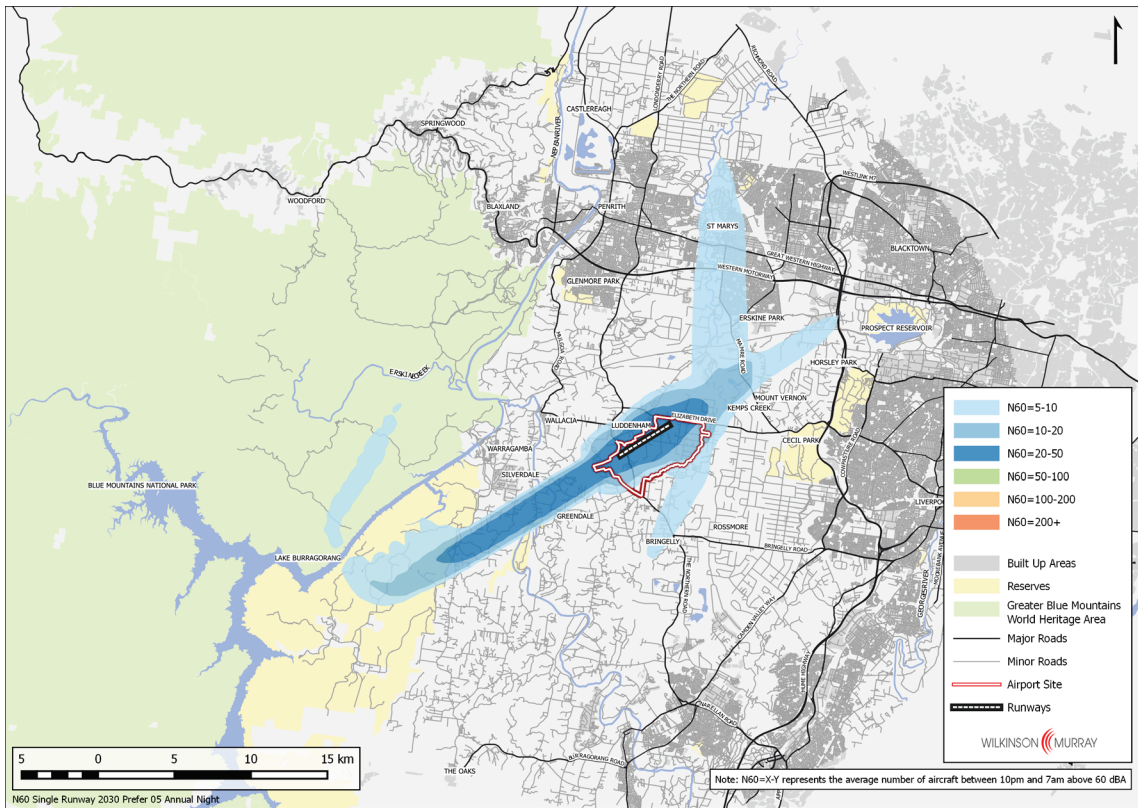 RICHMOND ROAD
LONDONDERRY ROAD
THE NORTHERN ROAD
CASTLEREAGH
SPRINGWOOD
NEPEAN RIVER
WESTLINK M7
WOODFORD
BLAXLAND
PENRITH
ST MARYS
BLACKTOWN
GREAT WESTERN HIGHWAY
WESTERN MOTORWAY
GLENMORE PARK
ERSKINE PARK
PROSPECT RESERVOIR
MAMRE ROAD
HORSLEY PARK
MOUNT VERNON
KEMPS CREEK
WALLACIA
LUDDENHAM
ELIZABETH DRIVE
CECIL PARK
WARRAGAMBA
SILVERDALE
BLUE MOUNTAINS NATIONAL PARK
GREENDALE
ROSSMORE
BRINGELLY
BRINGELLY ROAD
LAKE BURRAGORANG
THE NORTHERN ROAD
CAMDEN VALLEY WAY
HUME HIGHWAY
GEORGES RIVER
MOOREBANK AVENUE
NARELLAN ROAD
BURRAGORANG ROAD
THE OAKS
N60=5-10
N60=10-20
N60=20-50
N60=50-100
N60=100-200
N60=200+
Built Up Areas
Reserves
Greater Blue Mountains
World Heritage Area
Major Roads
Minor Roads
Airport Site
Runways
WILKINSON MURRAY
5 0 5 10 15 km
Note: N60=X-Y represents the average number of aircraft between 10pm and 7am above 60 dBA
N60 Single Runway 2030 Prefer 05 Annual Night